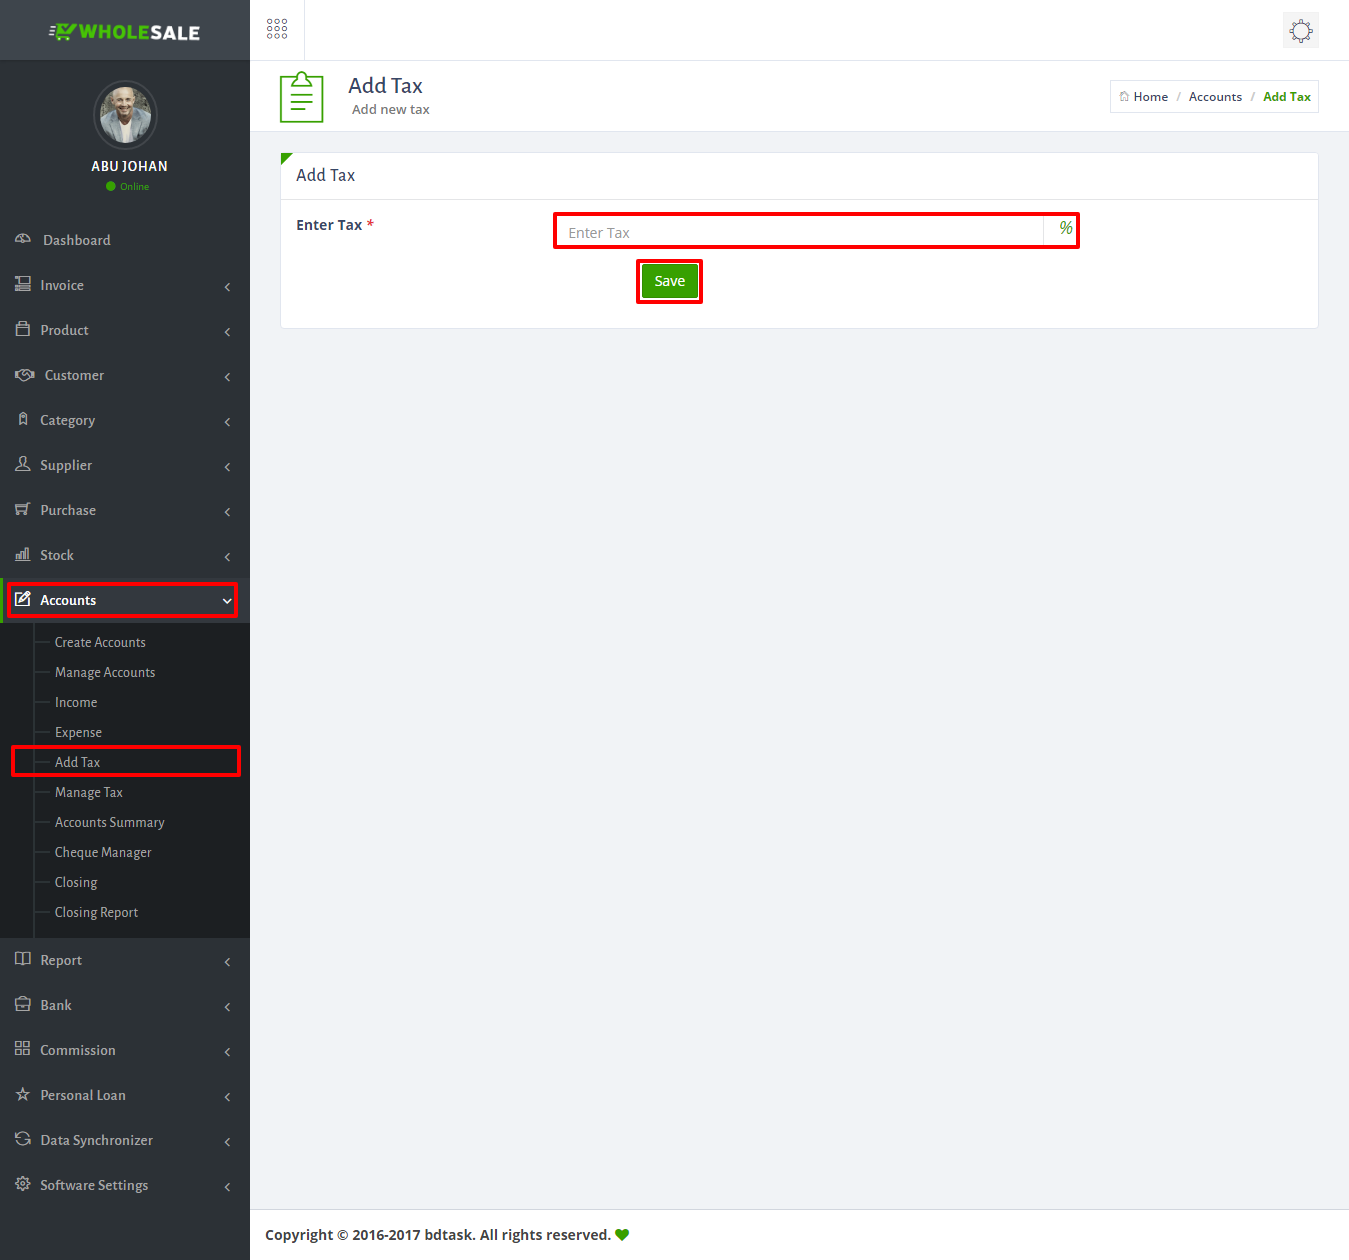 WHOLESALE
ABU JOHAN
Online
Dashboard
Invoice
Product
Customer
Category
Supplier
Purchase
Stock
Accounts
Create Accounts
Manage Accounts
Income
Expense
Add Tax
Manage Tax
Accounts Summary
Cheque Manager
Closing
Closing Report
Report
Bank
Commission
Personal Loan
Data Synchronizer
Software Settings
Add Tax
Add new tax
Home / Accounts / Add Tax
Add Tax
Enter Tax *
Enter Tax %
Save
Copyright © 2016-2017 bdtask. All rights reserved.